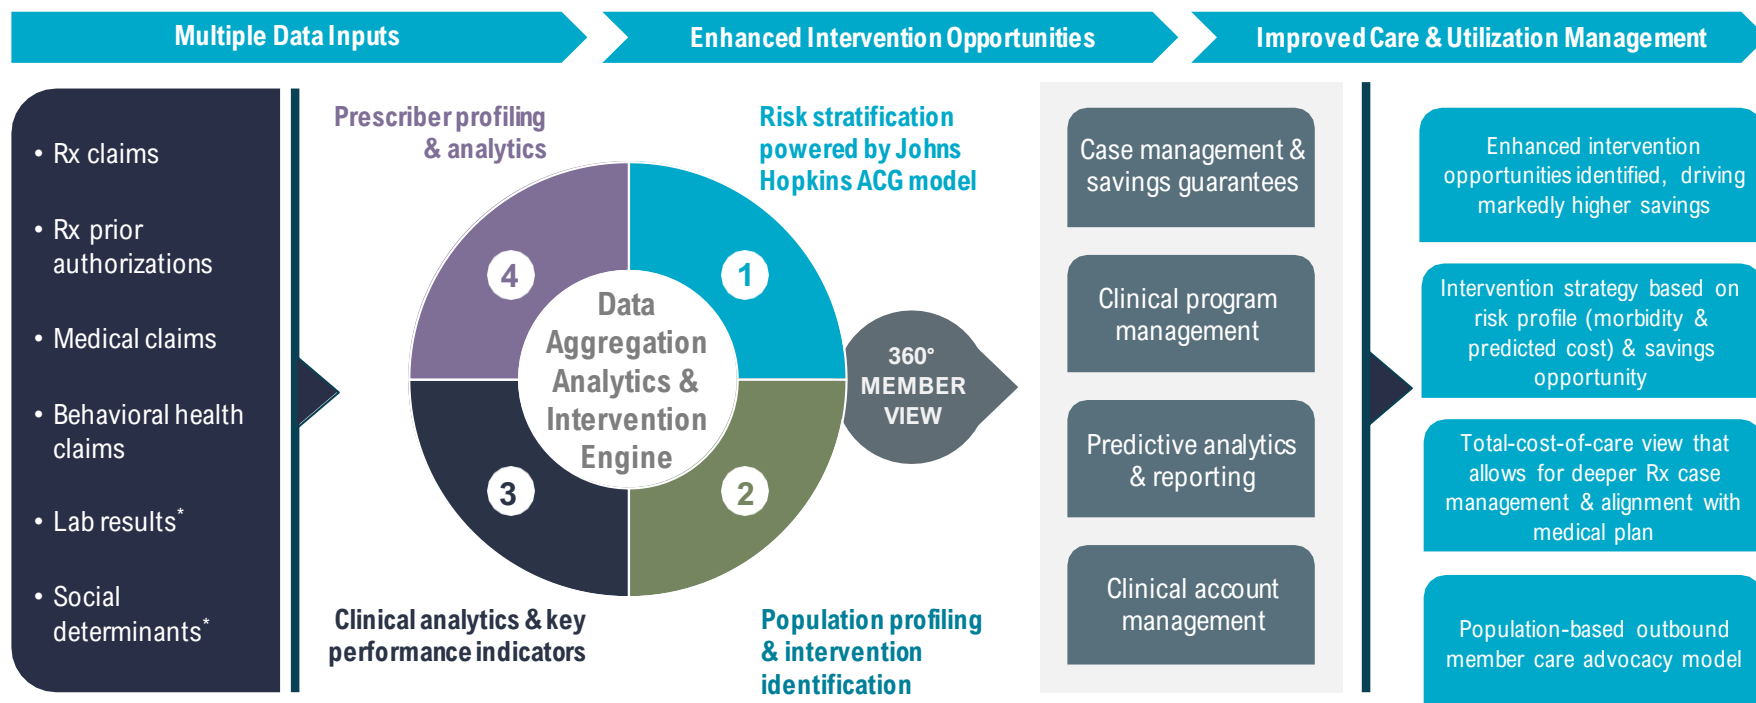 Multiple Data Inputs
Enhanced Intervention Opportunities
Improved Care & Utilization Management
• Rx claims
• Rx prior
authorizations
• Medical claims
• Behavioral health
claims
• Lab results*
• Social
determinants*
Prescriber profiling
& analytics
Risk stratification
powered by Johns
Hopkins ACG model
4
1
3
2
Data
Aggregation
Analytics &
Intervention
Engine
360°
MEMBER
VIEW
Clinical analytics & key
performance indicators
Population profiling
& intervention
identification
Case management &
savings guarantees
Clinical program
management
Predictive analytics
& reporting
Clinical account
management
Enhanced intervention
opportunities identified, driving
markedly higher savings
Intervention strategy based on
risk profile (morbidity &
predicted cost) & savings
opportunity
Total-cost-of-care view that
allows for deeper Rx case
management & alignment with
medical plan
Population-based outbound
member care advocacy model